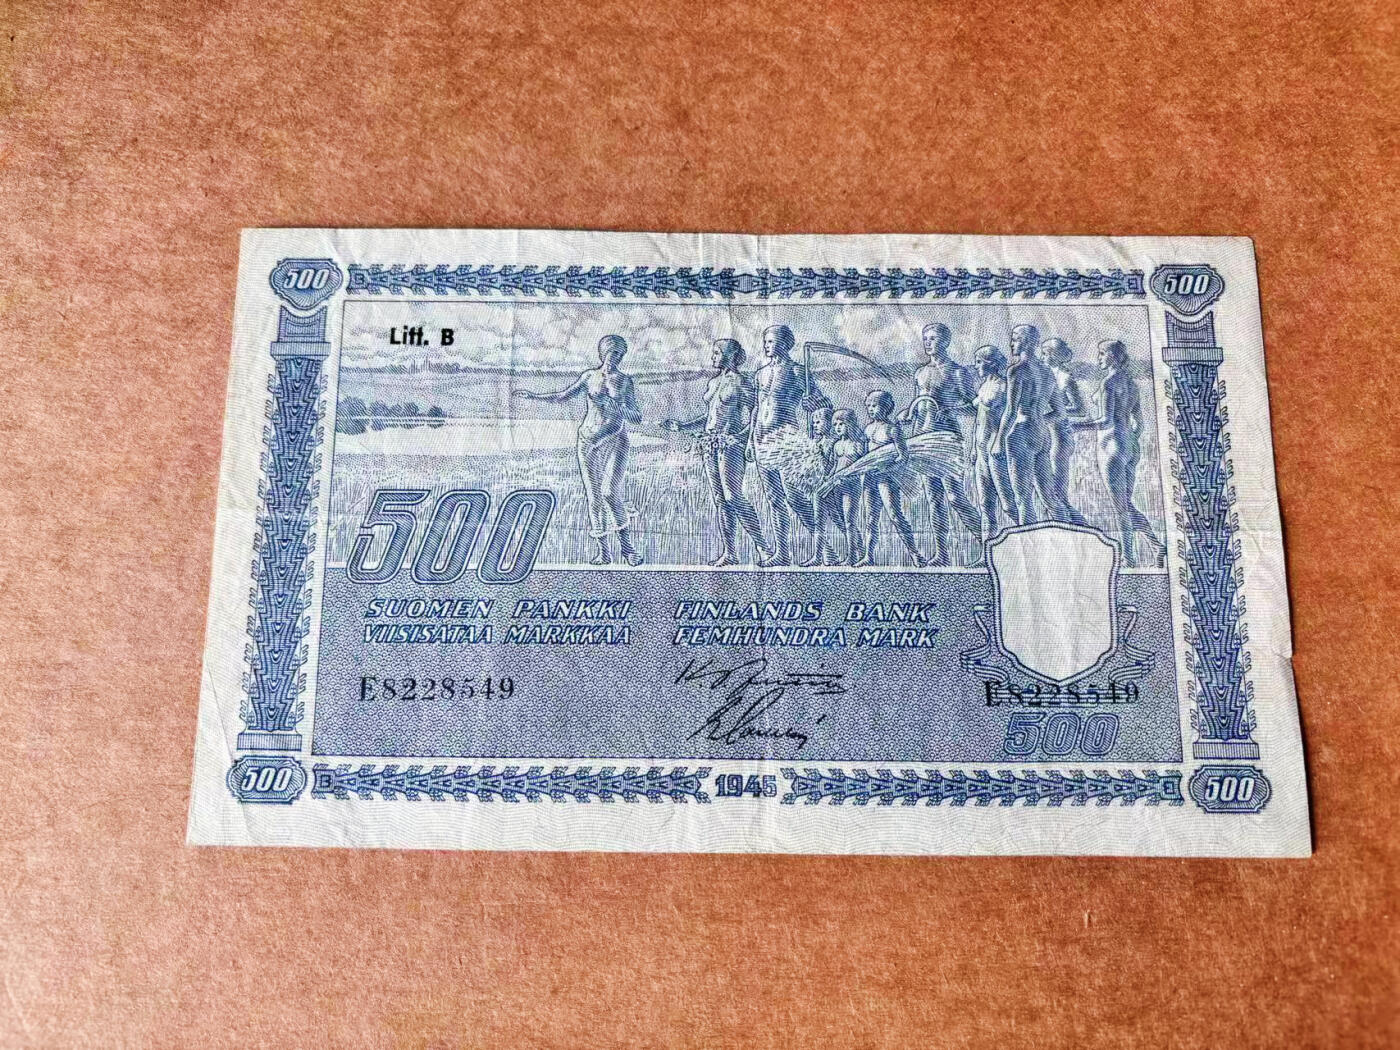 500
500
Litt. B
500
SUOMEN PANKKI
VIISISATAA MARKKAA
FINLANDS BANK
FEMHUNDRA MARK
E8228549
E8228549
500
500
1945
500